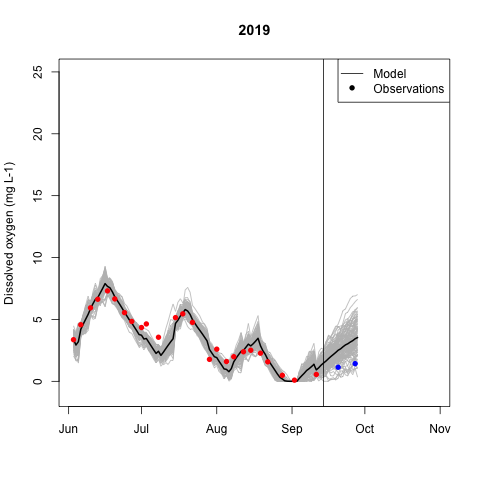 2019
Dissolved oxygen (mg L-1)
25
20
15
10
5
0
Model
Observations
Jun Jul Aug Sep Oct Nov